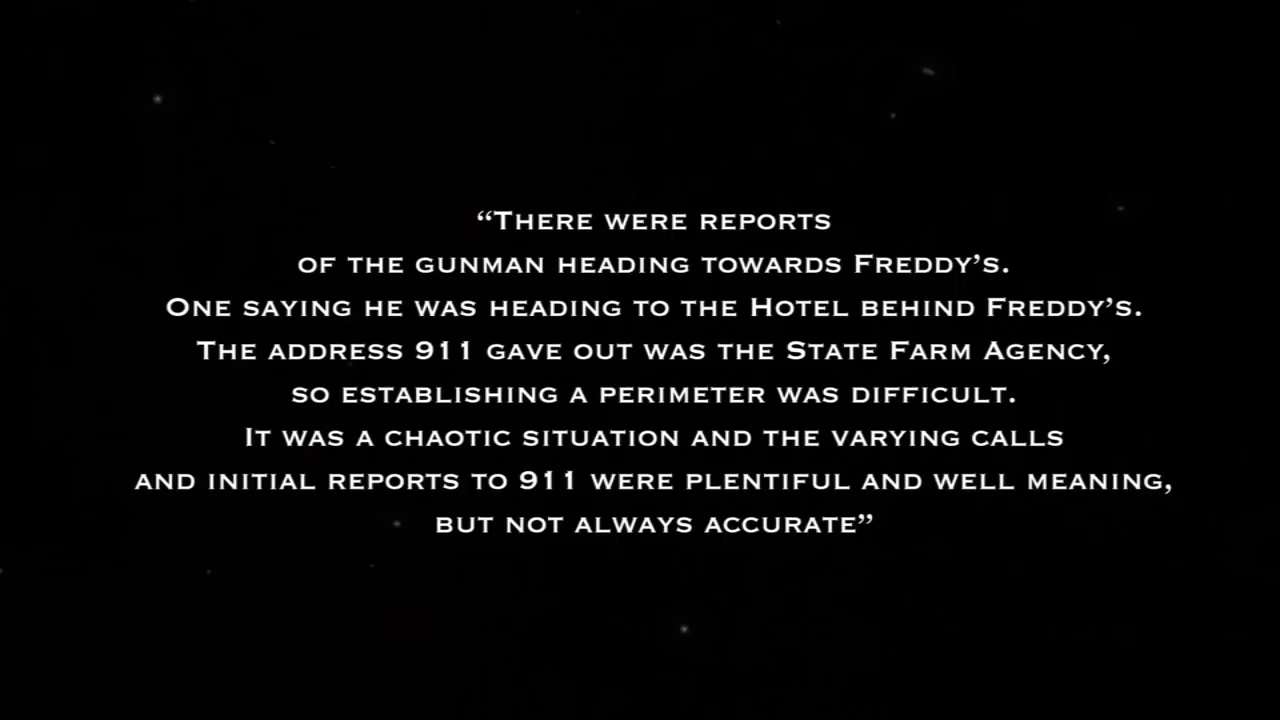 “There were reports
of the gunman heading towards Freddy’s.
One saying he was heading to the Hotel behind Freddy’s.
The address 911 gave out was the State Farm Agency,
so establishing a perimeter was difficult.
It was a chaotic situation and the varying calls
and initial reports to 911 were plentiful and well meaning,
but not always accurate”